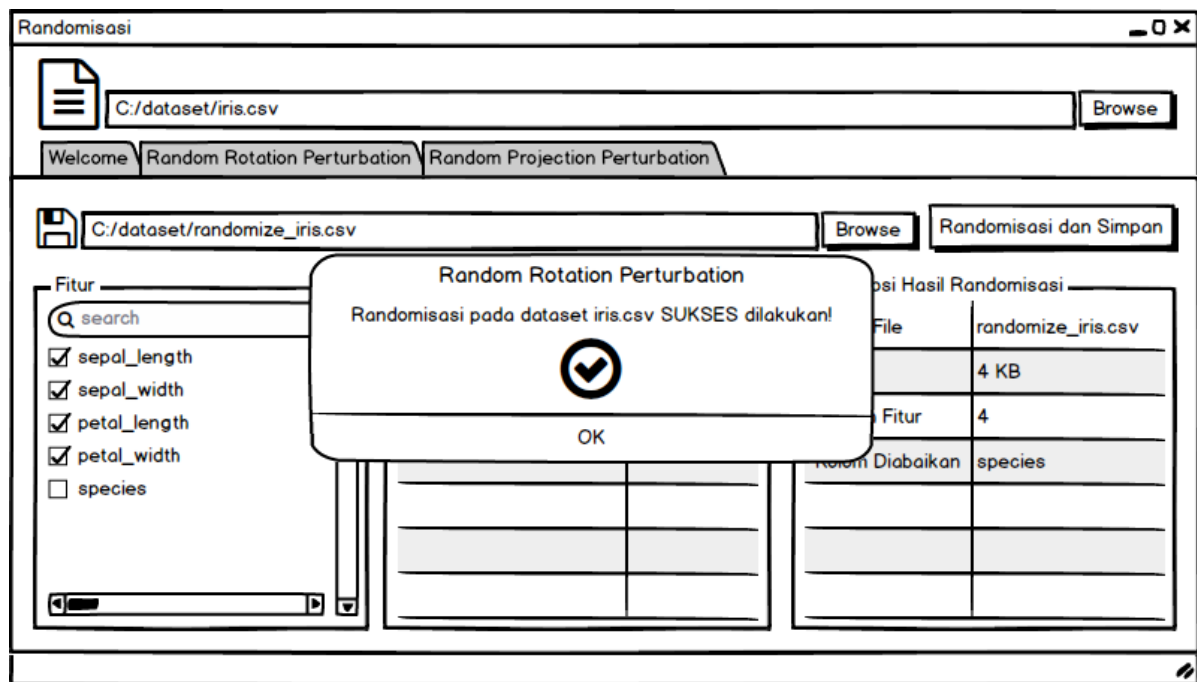 Randomisasi
C:/dataset/iris.csv
Browse
Welcome
Random Rotation Perturbation
Random Projection Perturbation
C:/dataset/randomize_iris.csv
Browse
Randomisasi dan Simpan
Fitur
search
sepal_length
sepal_width
petal_length
petal_width
species
Random Rotation Perturbation
Randomisasi pada dataset iris.csv SUKSES dilakukan!
OK
Hasil Randomisasi
File
randomize_iris.csv
4 KB
Fitur
4
Kolom Diabaikan
species